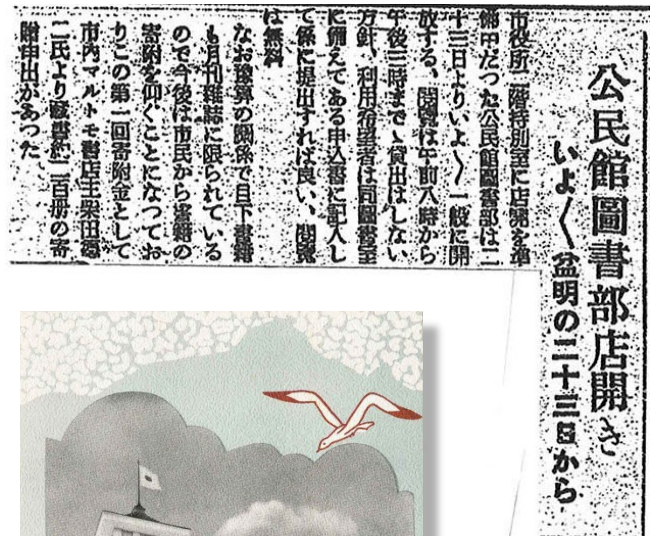 公民館圖書部店開き
いよ〱盆明の二十三日から
市役所二階特別室に店開を準
備中だつた公民館圖書部は二
十三日よりいよ〱一般に開
放する、閲覧は午前八時から
午後三時まで、貸出はしない
方針、利用希望者は同圖書室
に備えてある申込書に記入し
て係に提出すれば良い、閲覧
は無料
なお豫算の関係で目下書籍
も月刊雑誌に限られている
ので今後は市民から書籍の
寄附を仰ぐことになつてお
りこの第一回寄附金として
市内マルトモ書店主柴田
二氏より蔵書約二百册の寄
贈申出があつた